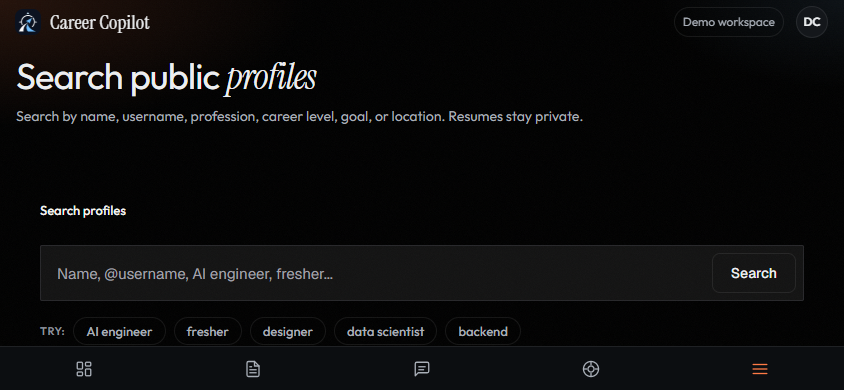 Career Copilot
Demo workspace
DC
Search public profiles
Search by name, username, profession, career level, goal, or location. Resumes stay private.
Search profiles
Name, @username, AI engineer, fresher...
Search
TRY: AI engineer fresher designer data scientist backend